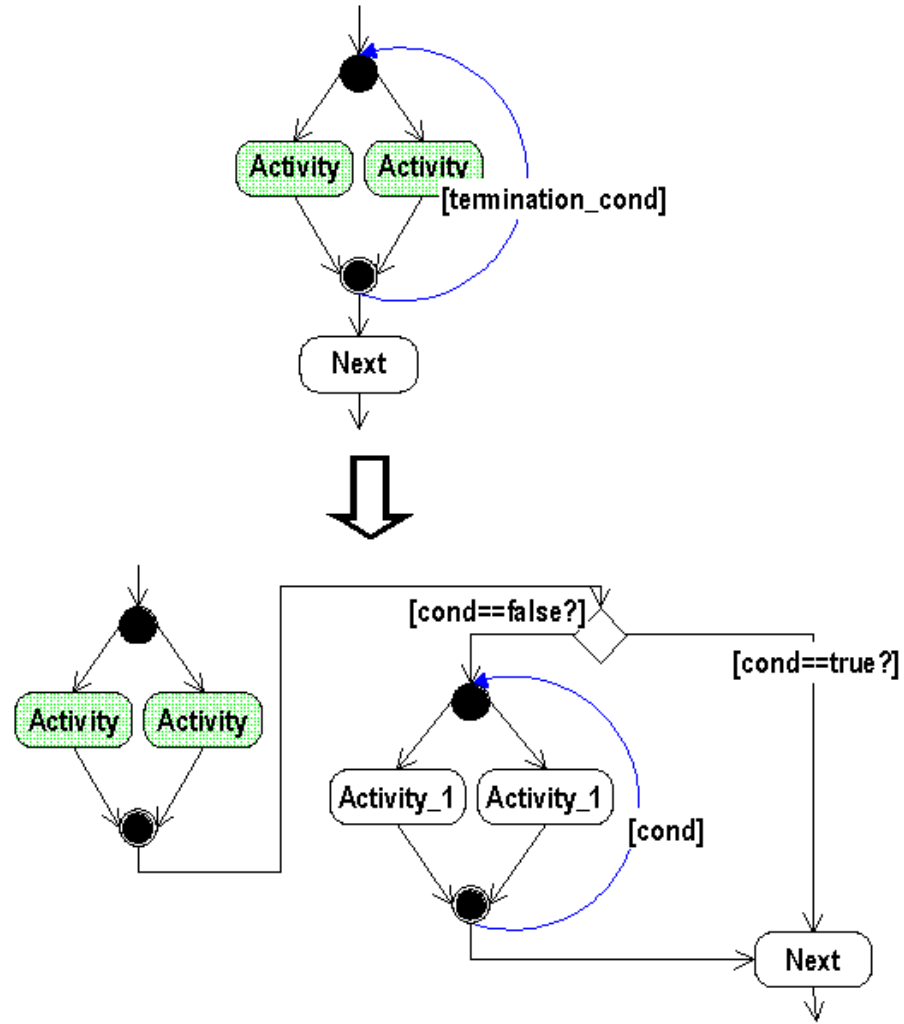 Activity
Activity
[termination_cond]
Next
[cond==false?]
[cond==true?]
Activity
Activity
Activity_1
Activity_1
[cond]
Next